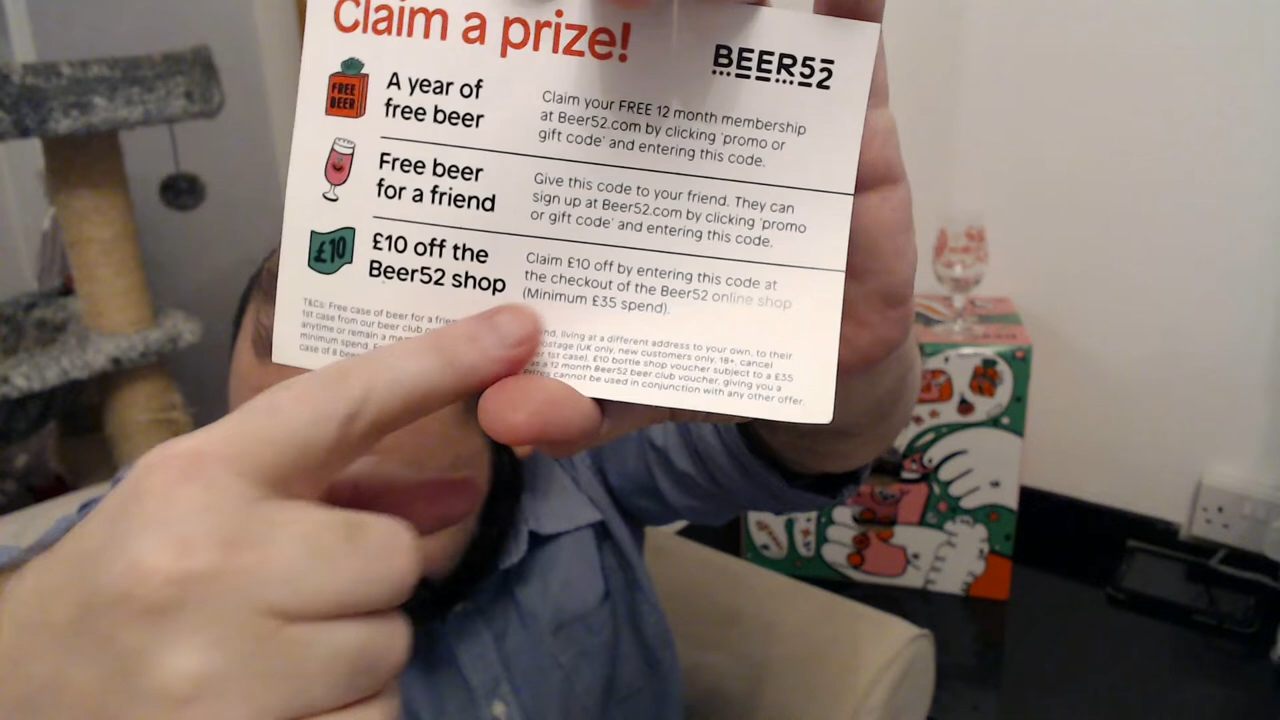 Claim a prize!
BEER52
FREE
BEER
A year of
free beer
Claim your FREE 12 month membership
at Beer52.com by clicking 'promo or
gift code' and entering this code.
Free beer
for a friend
Give this code to your friend. They can
sign up at Beer52.com by clicking 'promo
or gift code' and entering this code.
£10
£10 off the
Beer52 shop
Claim £10 off by entering this code at
the checkout of the Beer52 online shop
(Minimum £35 spend).
T&Cs: Free case of beer for a living at a different address to your own, to their
1st case from our beer club (UK only, new customers only, 18+, cancel
anytime or remain a 1st case). £10 bottle shop voucher subject to a £35
minimum spend. a 12 month Beer52 beer club voucher, giving you a
case of 8 cannot be used in conjunction with any other offer.